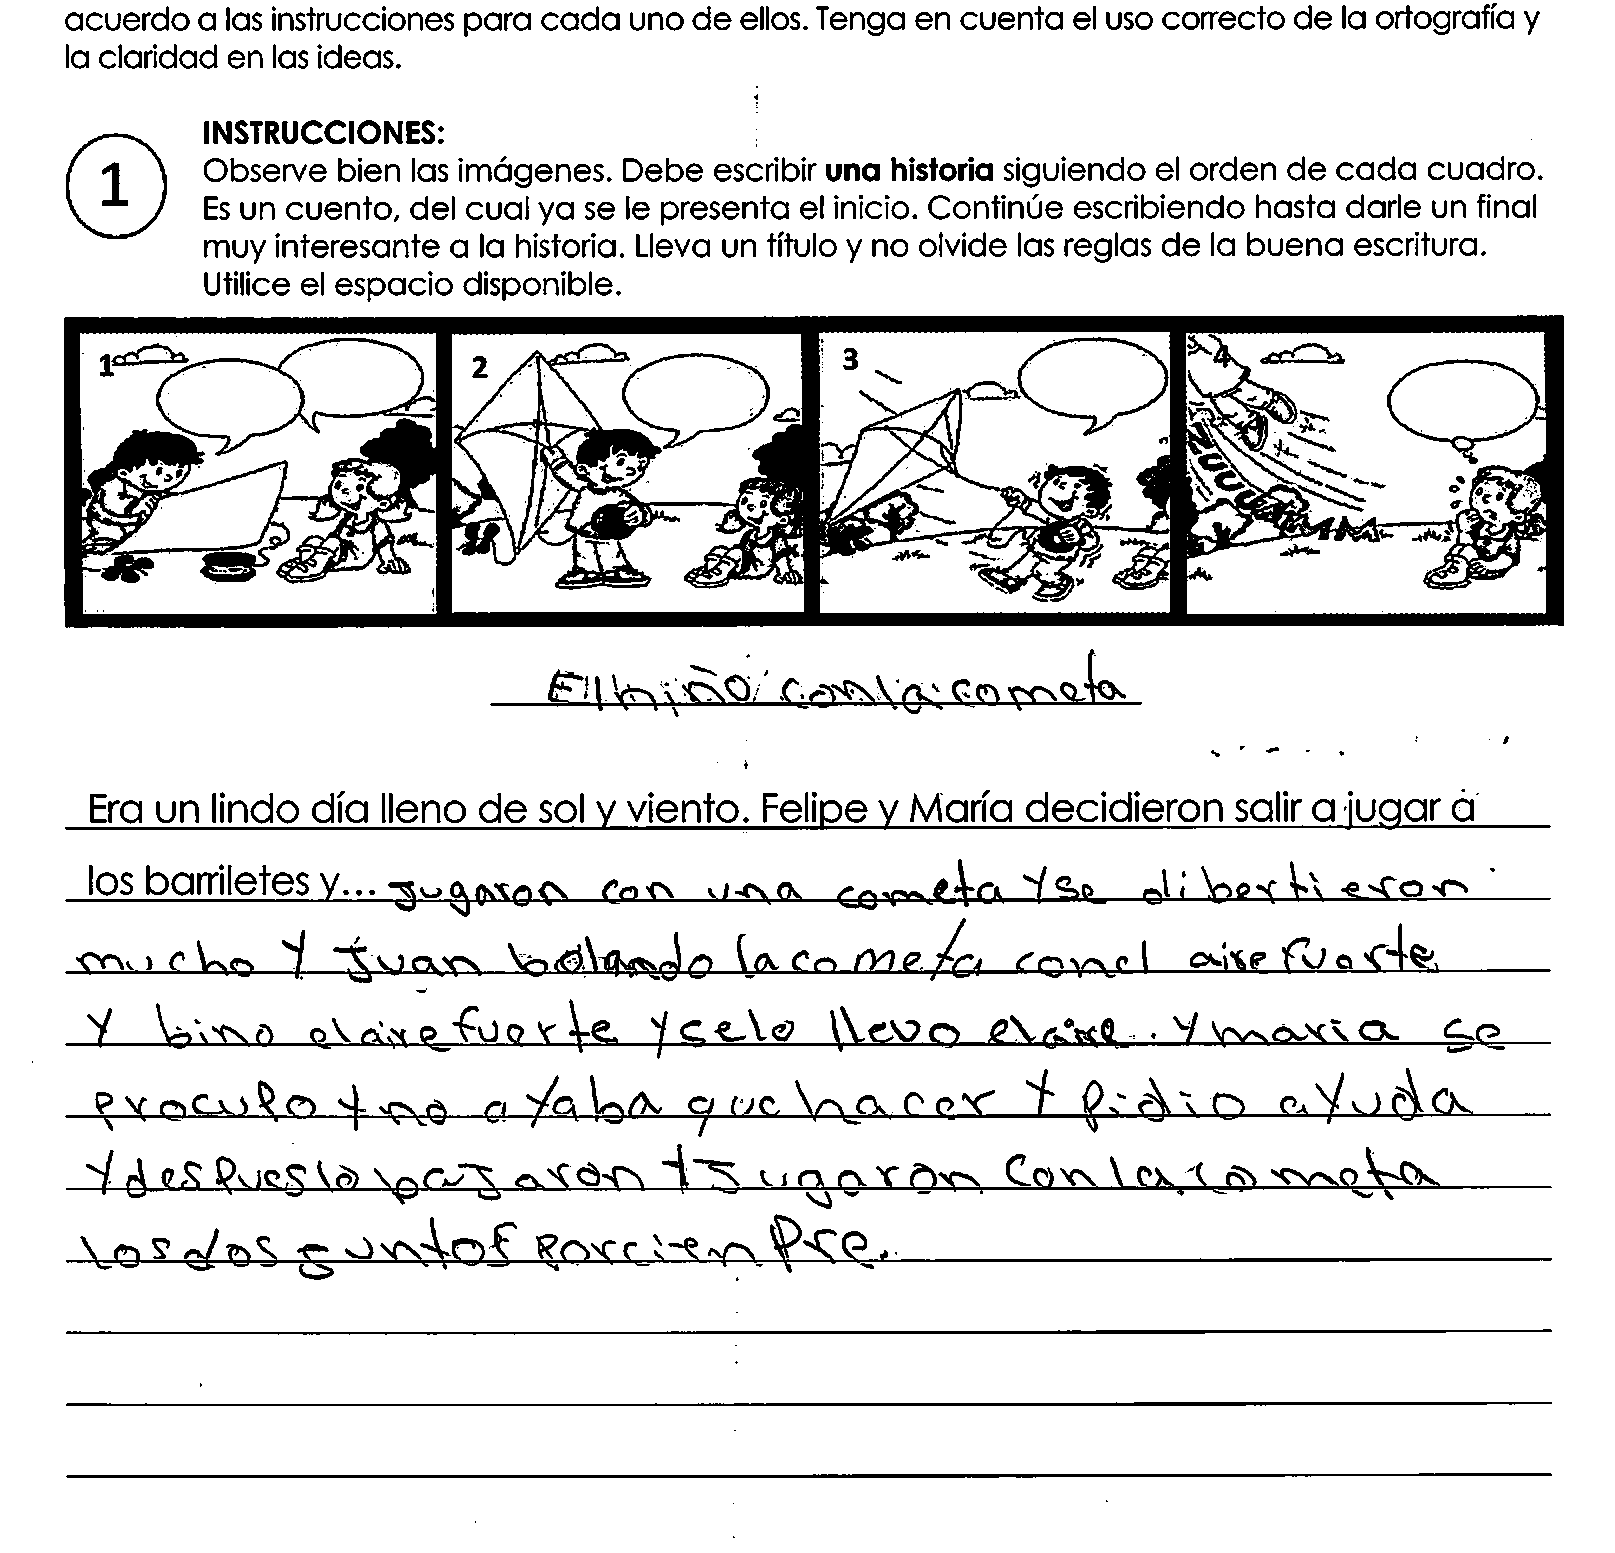 acuerdo a las instrucciones para cada uno de ellos. Tenga en cuenta el uso correcto de la ortografía y
la claridad en las ideas.
INSTRUCCIONES:
1
Observe bien las imágenes. Debe escribir una historia siguiendo el orden de cada cuadro.
Es un cuento, del cual ya se le presenta el inicio. Continúe escribiendo hasta darle un final
muy interesante a la historia. Lleva un título y no olvide las reglas de la buena escritura.
Utilice el espacio disponible.
1 2 3 4
ZUUUUMMM
El niño con la cometa
Era un lindo día lleno de sol y viento. Felipe y María decidieron salir a jugar a
los barriletes y... jugaron con una cometa y se dibertieron
mucho y Juan bolando la cometa con el aire fuerte
y bino el aire fuerte y se lo llevo el aire. y maria se
proculo y no ayaba que hacer y pidio ayuda
y despues lo bajaron y jugaron con la cometa
los dos guntos por cienpre.